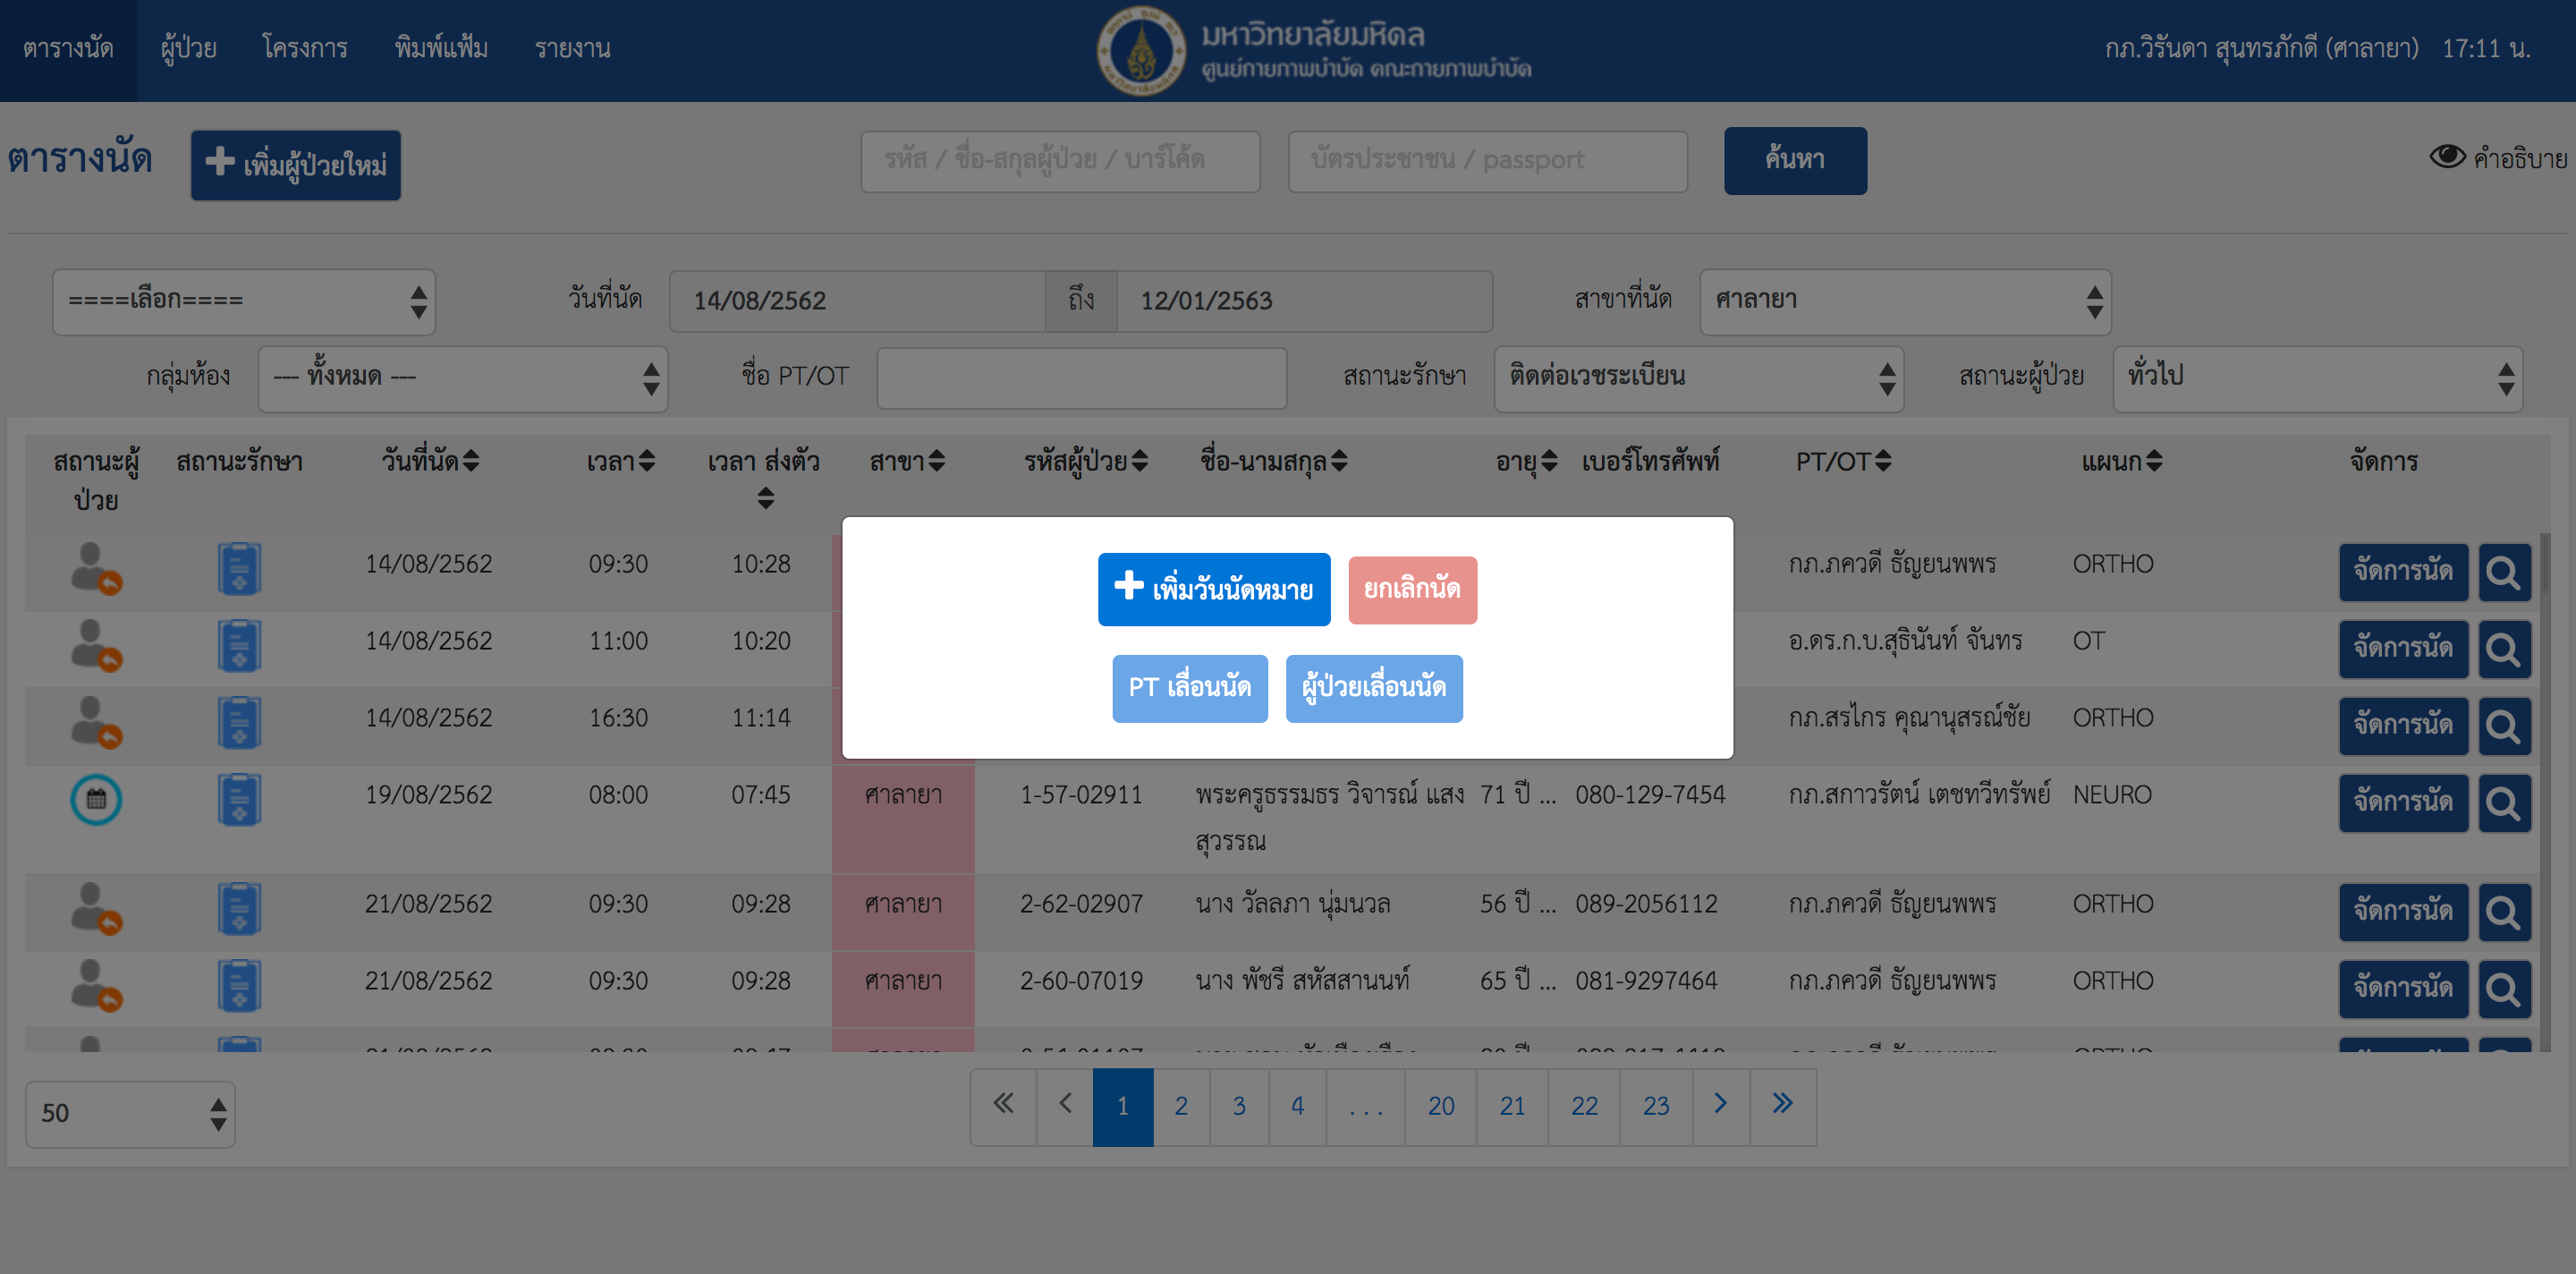 ตารางนัด ผู้ป่วย โครงการ พิมพ์แฟ้ม รายงาน
มหาวิทยาลัยมหิดล
ศูนย์กายภาพบำบัด คณะกายภาพบำบัด
กภ.วิรันดา สุนทรภักดี (ศาลายา) 17:11 น.
ตารางนัด เพิ่มผู้ป่วยใหม่ รหัส / ชื่อ-สกุลผู้ป่วย / บาร์โค้ด บัตรประชาชน / passport ค้นหา คำอธิบาย
====เลือก==== วันที่นัด 14/08/2562 ถึง 12/01/2563 สาขาที่นัด ศาลายา
กลุ่มห้อง --- ทั้งหมด --- ชื่อ PT/OT สถานะรักษา ติดต่อเวชระเบียน สถานะผู้ป่วย ทั่วไป
สถานะผู้ป่วย สถานะรักษา วันที่นัด เวลา เวลา ส่งตัว สาขา รหัสผู้ป่วย ชื่อ-นามสกุล อายุ เบอร์โทรศัพท์ PT/OT แผนก จัดการ
14/08/2562 09:30 10:28 กภ.ภควดี ธัญยนพพร ORTHO จัดการนัด
14/08/2562 11:00 10:20 อ.ดร.ก.บ.สุธินันท์ จันทร OT จัดการนัด
14/08/2562 16:30 11:14 กภ.สรไกร คุณานุสรณ์ชัย ORTHO จัดการนัด
เพิ่มวันนัดหมาย ยกเลิกนัด
PT เลื่อนนัด ผู้ป่วยเลื่อนนัด
19/08/2562 08:00 07:45 ศาลายา 1-57-02911 พระครูธรรมธร วิจารณ์ แสงสุวรรณ 71 ปี ... 080-129-7454 กภ.สกาวรัตน์ เตชทวีทรัพย์ NEURO จัดการนัด
21/08/2562 09:30 09:28 ศาลายา 2-62-02907 นาง วัลลภา นุ่มนวล 56 ปี ... 089-2056112 กภ.ภควดี ธัญยนพพร ORTHO จัดการนัด
21/08/2562 09:30 09:28 ศาลายา 2-60-07019 นาง พัชรี สหัสสานนท์ 65 ปี ... 081-9297464 กภ.ภควดี ธัญยนพพร ORTHO จัดการนัด
50 « ‹ 1 2 3 4 ... 20 21 22 23 › »